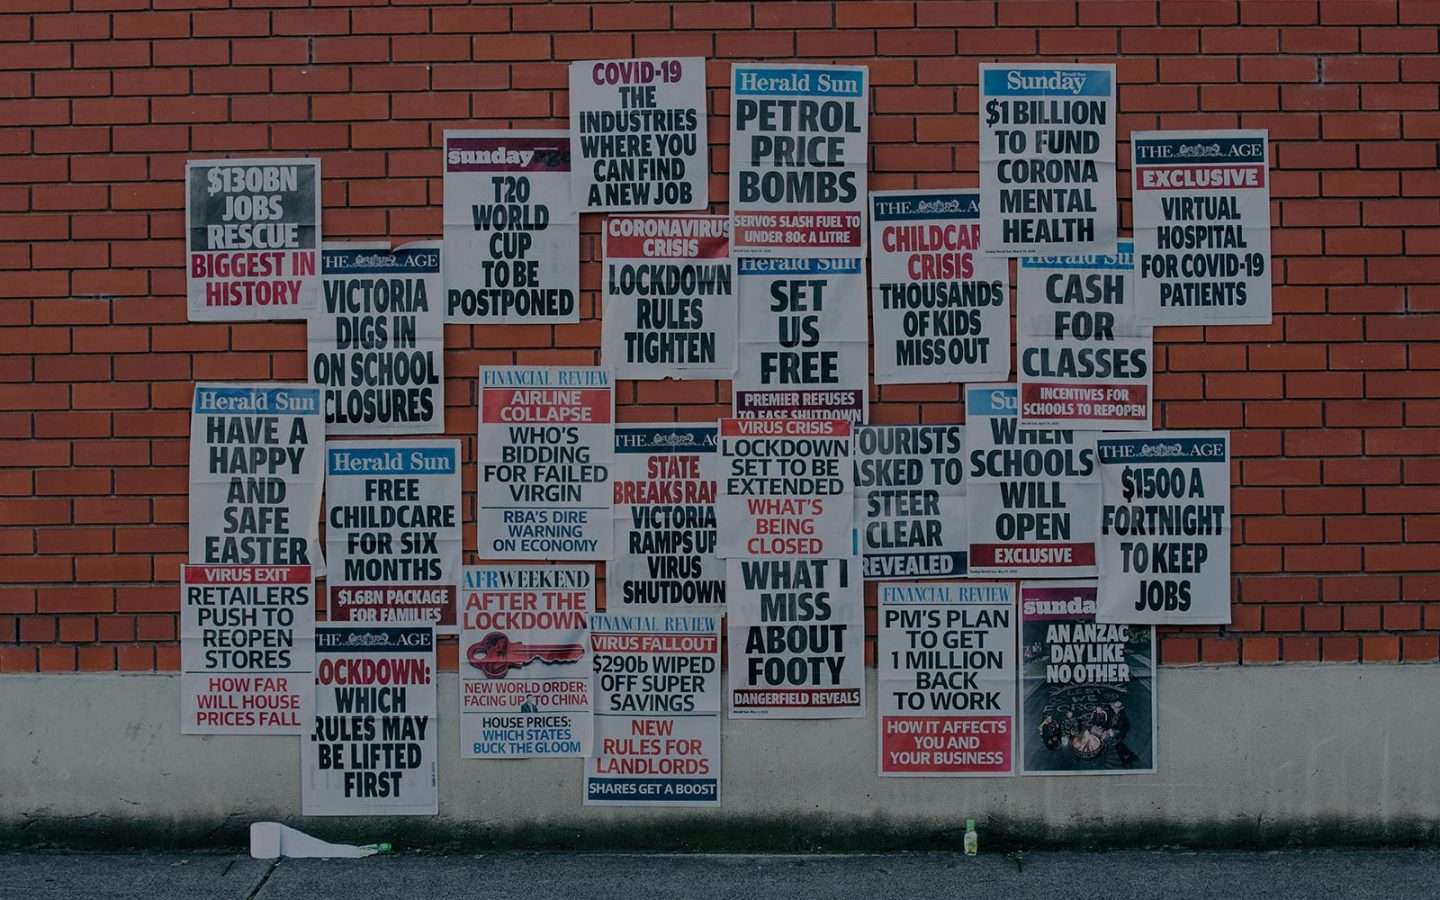 COVID-19
THE
INDUSTRIES
WHERE YOU
CAN FIND
A NEW JOB
Herald Sun
PETROL
PRICE
BOMBS
SERVOS SLASH FUEL TO
UNDER 80c A LITRE
Herald Sun
Sunday
$1 BILLION
TO FUND
CORONA
MENTAL
HEALTH
sunday age
T20
WORLD
CUP
TO BE
POSTPONED
THE AGE
EXCLUSIVE
VIRTUAL
HOSPITAL
FOR COVID-19
PATIENTS
$130BN
JOBS
RESCUE
BIGGEST IN
HISTORY
THE A
CHILDCAR
CRISIS
THOUSANDS
OF KIDS
MISS OUT
CORONAVIRUS
CRISIS
LOCKDOWN
RULES
TIGHTEN
THE AGE
VICTORIA
DIGS IN
ON SCHOOL
CLOSURES
Herald Sun
SET
US
FREE
PREMIER REFUSES
TO EASE SHUTDOWN
Herald Su
CASH
FOR
CLASSES
INCENTIVES FOR
SCHOOLS TO REOPEN
FINANCIAL REVIEW
AIRLINE
COLLAPSE
WHO'S
BIDDING
FOR FAILED
VIRGIN
RBA'S DIRE
WARNING
ON ECONOMY
Herald Sun
HAVE A
HAPPY
AND
SAFE
EASTER
Herald Sun
FREE
CHILDCARE
FOR SIX
MONTHS
$1.6BN PACKAGE
FOR FAMILIES
THE AG
STATE
BREAKS RAN
VICTORIA
RAMPS UP
VIRUS
SHUTDOWN
VIRUS CRISIS
LOCKDOWN
SET TO BE
EXTENDED
WHAT'S
BEING
CLOSED
OURISTS
ASKED TO
STEER
CLEAR
REVEALED
Su
WHEN
SCHOOLS
WILL
OPEN
EXCLUSIVE
THE AGE
$1500 A
FORTNIGHT
TO KEEP
JOBS
VIRUS EXIT
RETAILERS
PUSH TO
REOPEN
STORES
HOW FAR
WILL HOUSE
PRICES FALL
AFR WEEKEND
AFTER THE
LOCKDOWN
NEW WORLD ORDER:
FACING UP TO CHINA
HOUSE PRICES:
WHICH STATES
BUCK THE GLOOM
WHAT I
MISS
ABOUT
FOOTY
DANGERFIELD REVEALS
FINANCIAL REVIEW
PM'S PLAN
TO GET
1 MILLION
BACK
TO WORK
HOW IT AFFECTS
YOU AND
YOUR BUSINESS
sunday
AN ANZAC
DAY LIKE
NO OTHER
THE AGE
LOCKDOWN:
WHICH
RULES MAY
BE LIFTED
FIRST
FINANCIAL REVIEW
VIRUS FALLOUT
$290b WIPED
OFF SUPER
SAVINGS
NEW
RULES FOR
LANDLORDS
SHARES GET A BOOST